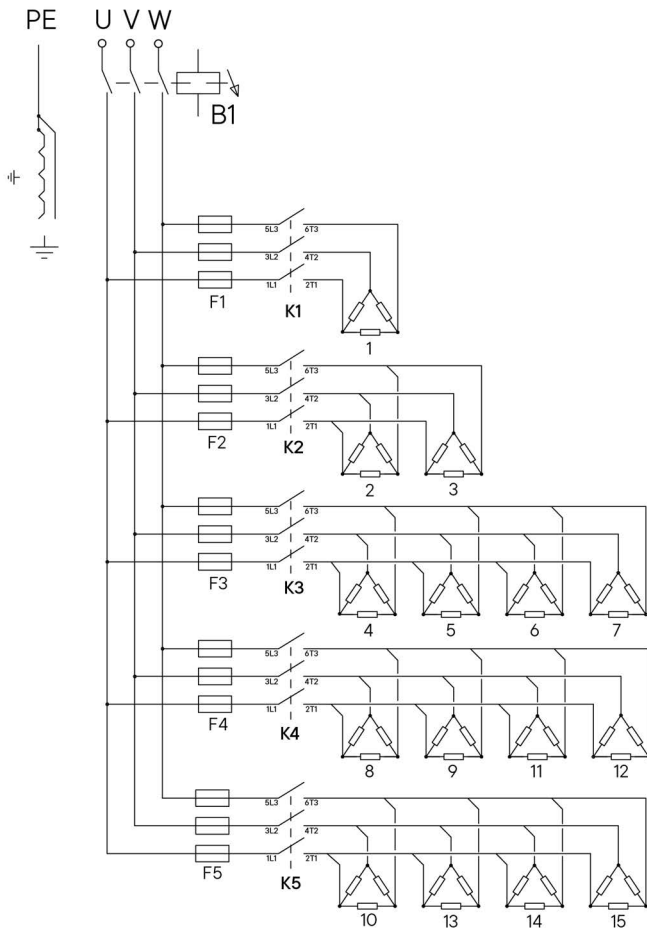 PE U V W
B1
5L3 6T3
3L2 4T2
1L1 2T1
F1 K1
1
5L3 6T3
3L2 4T2
1L1 2T1
F2 K2
2 3
5L3 6T3
3L2 4T2
1L1 2T1
F3 K3
4 5 6 7
5L3 6T3
3L2 4T2
1L1 2T1
F4 K4
8 9 11 12
5L3 6T3
3L2 4T2
1L1 2T1
F5 K5
10 13 14 15